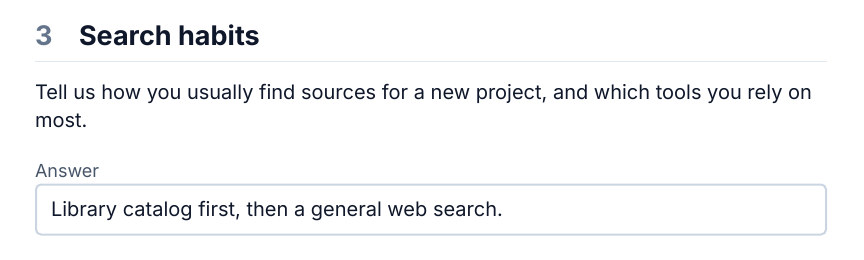 3 Search habits
Tell us how you usually find sources for a new project, and which tools you rely on
most.
Answer
Library catalog first, then a general web search.